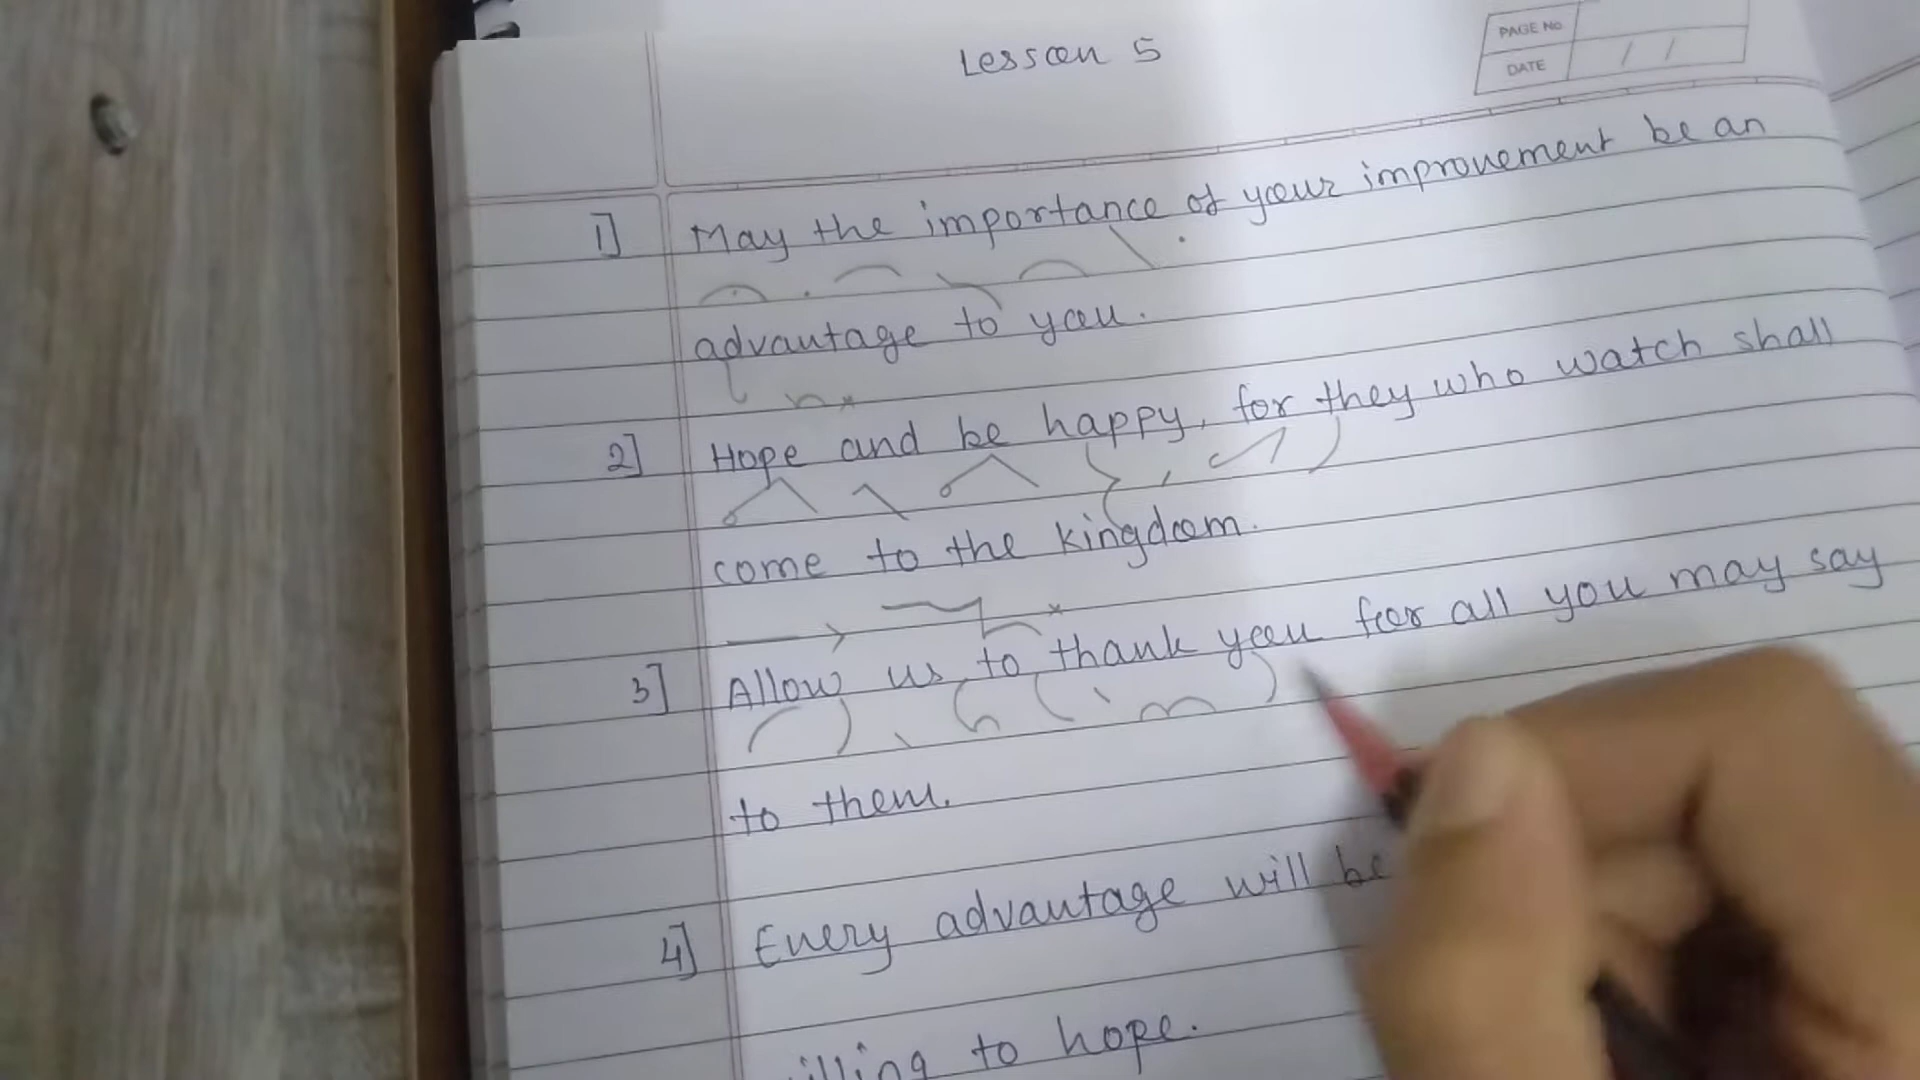 Lesson 5
PAGE No
DATE / /
1] May the importance of your improvement be an
advantage to you.
2] Hope and be happy, for they who watch shall
come to the kingdom.
3] Allow us to thank you for all you may say
to them.
4] Every advantage will be
to hope.